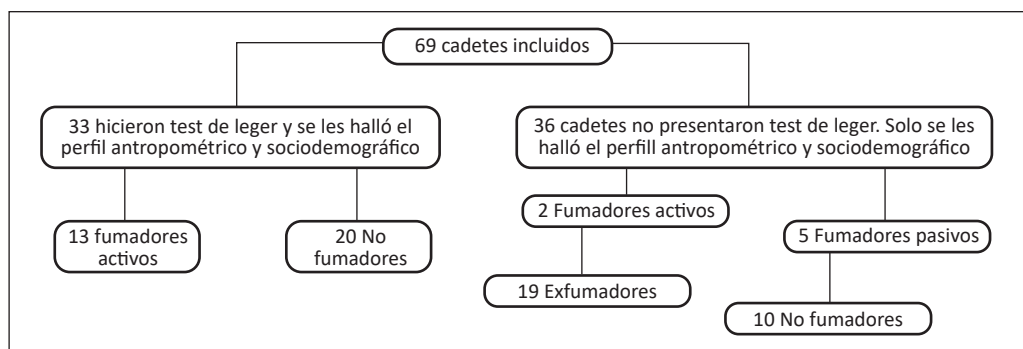 69 cadetes incluidos
33 hicieron test de leger y se les halló el
perfil antropométrico y sociodemográfico
36 cadetes no presentaron test de leger. Solo se les
halló el perfill antropométrico y sociodemográfico
13 fumadores
activos
20 No
fumadores
2 Fumadores activos
5 Fumadores pasivos
19 Exfumadores
10 No fumadores